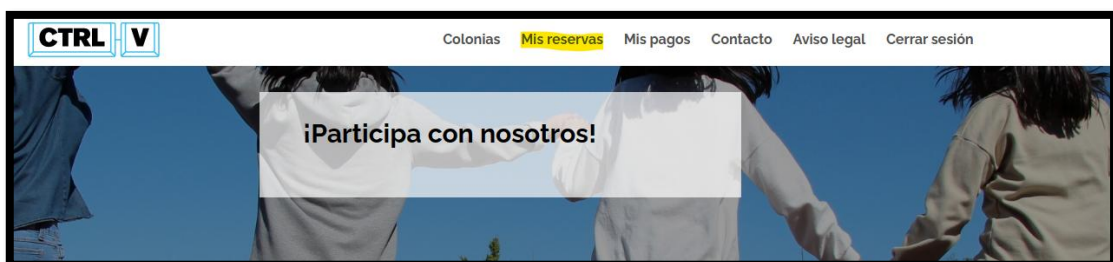 CTRL V
Colonias Mis reservas Mis pagos Contacto Aviso legal Cerrar sesión
¡Participa con nosotros!